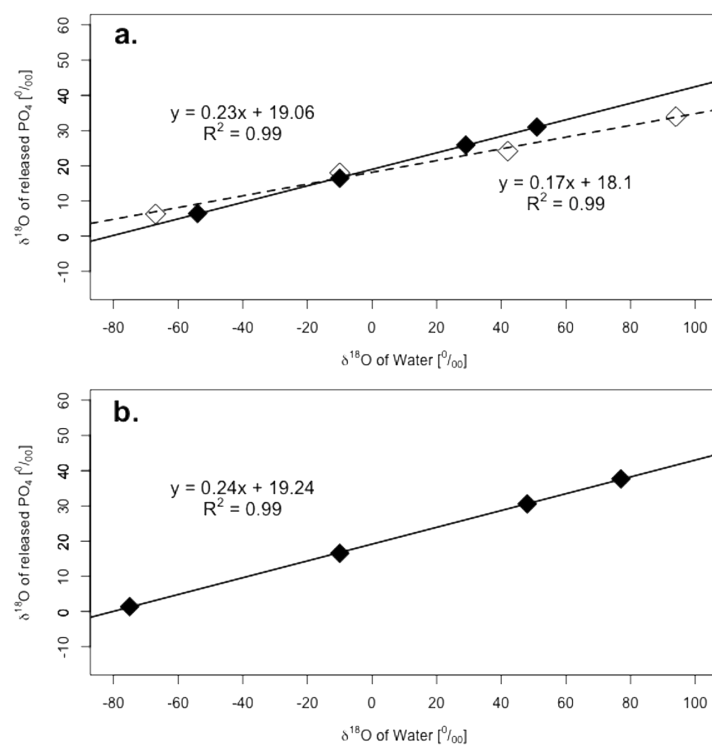 a.
60
50
40
30
20
10
0
-10
δ¹⁸O of released PO₄ [⁰/₀₀]
y = 0.23x + 19.06
R² = 0.99
y = 0.17x + 18.1
R² = 0.99
-80 -60 -40 -20 0 20 40 60 80 100
δ¹⁸O of Water [⁰/₀₀]
b.
60
50
40
30
20
10
0
-10
δ¹⁸O of released PO₄ [⁰/₀₀]
y = 0.24x + 19.24
R² = 0.99
-80 -60 -40 -20 0 20 40 60 80 100
δ¹⁸O of Water [⁰/₀₀]